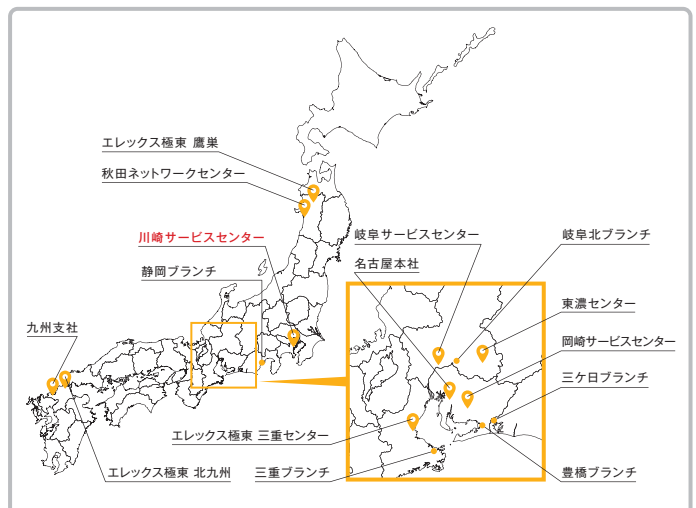 エレックス極東 鷹巣
秋田ネットワークセンター
川崎サービスセンター
静岡ブランチ
岐阜サービスセンター
岐阜北ブランチ
名古屋本社
東濃センター
岡崎サービスセンター
三ケ日ブランチ
九州支社
エレックス極東 三重センター
エレックス極東 北九州
三重ブランチ
豊橋ブランチ